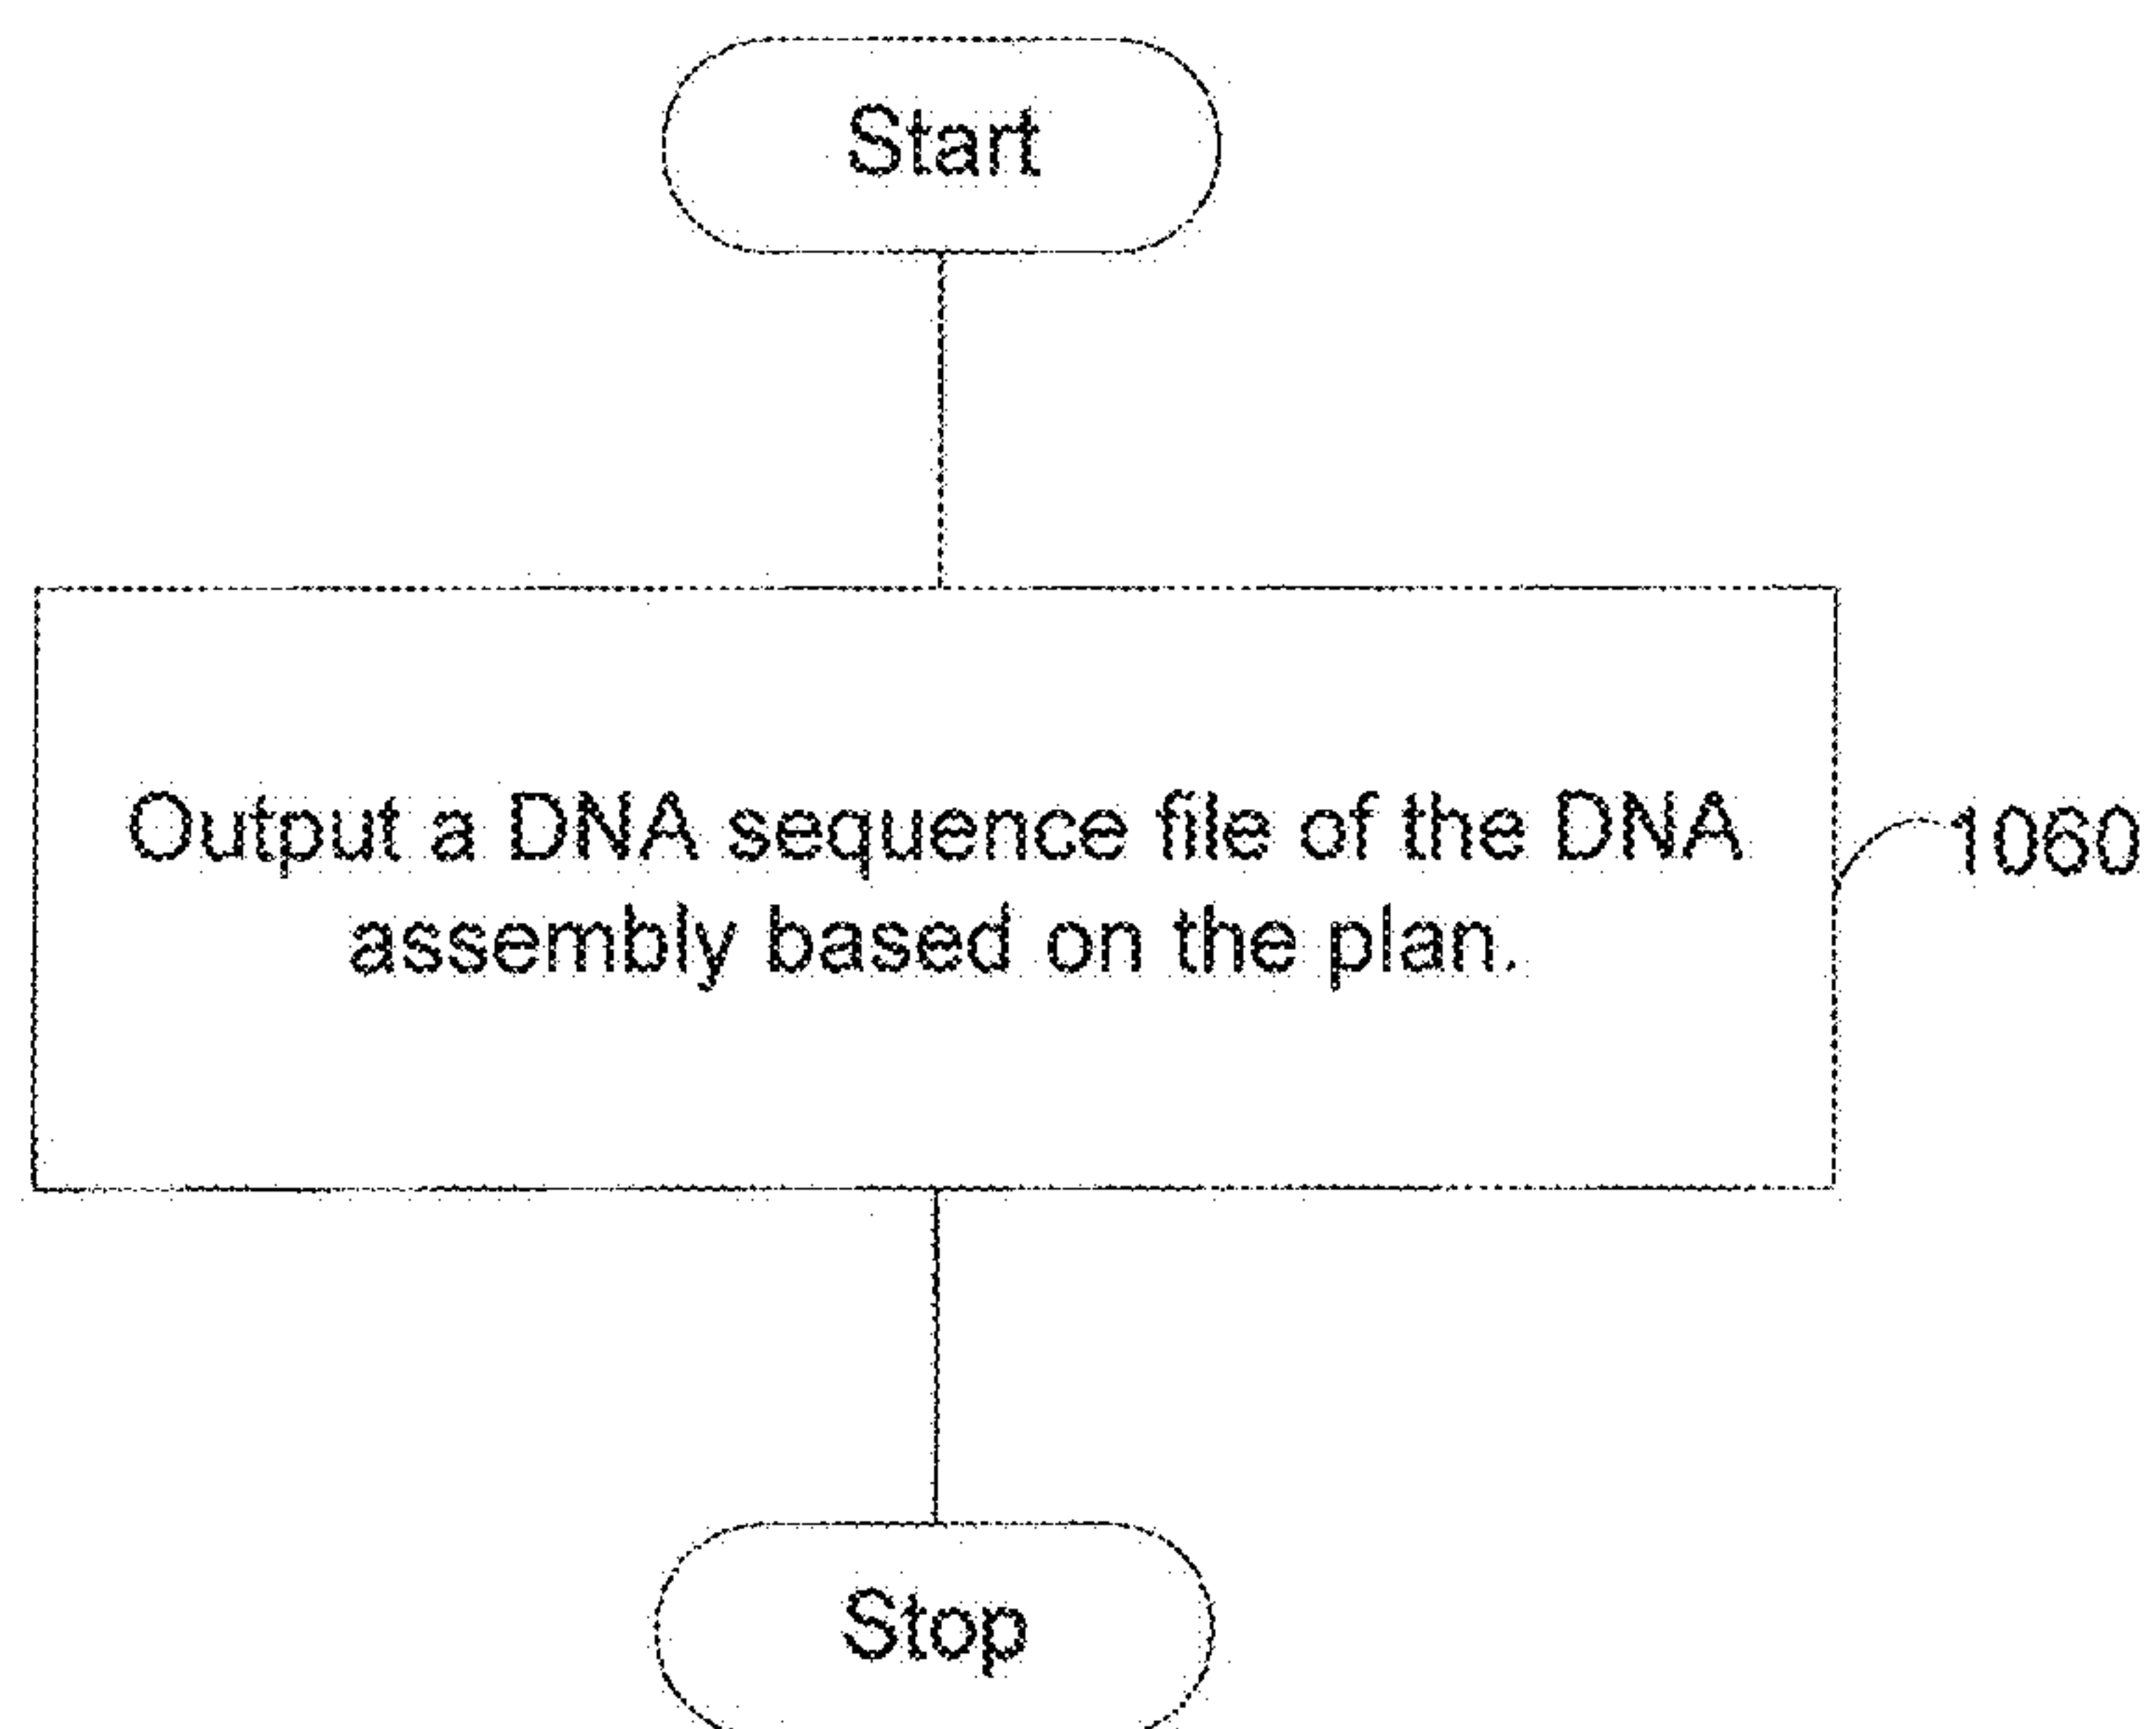 Start
Output a DNA sequence file of the DNA
assembly based on the plan.
1060
Stop